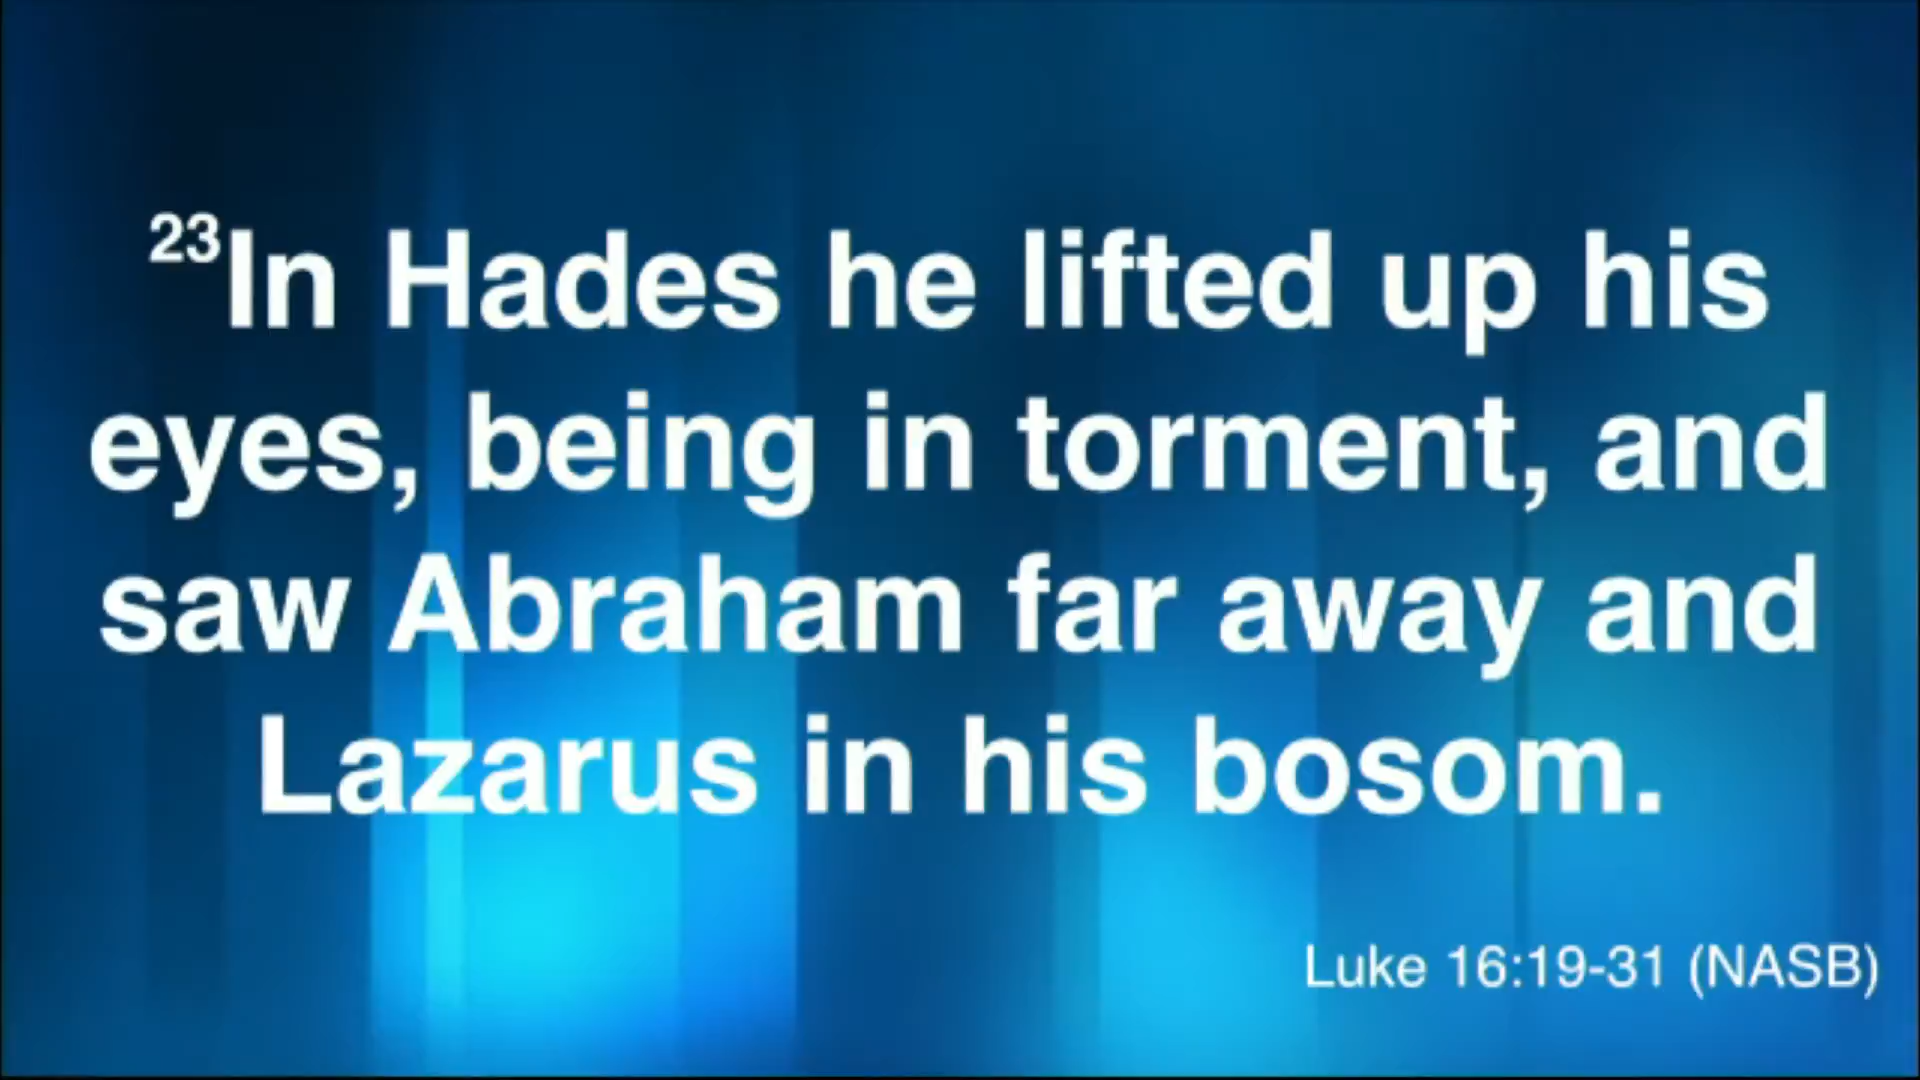 23In Hades he lifted up his
eyes, being in torment, and
saw Abraham far away and
Lazarus in his bosom.
Luke 16:19-31 (NASB)